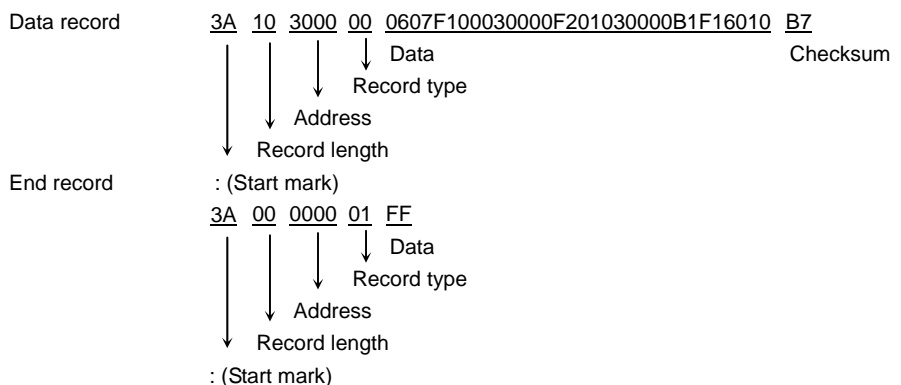 Data record 3A 10 3000 00 0607F100030000F201030000B1F16010 B7
Data Checksum
Record type
Address
Record length
End record : (Start mark)
3A 00 0000 01 FF
Data
Record type
Address
Record length
: (Start mark)